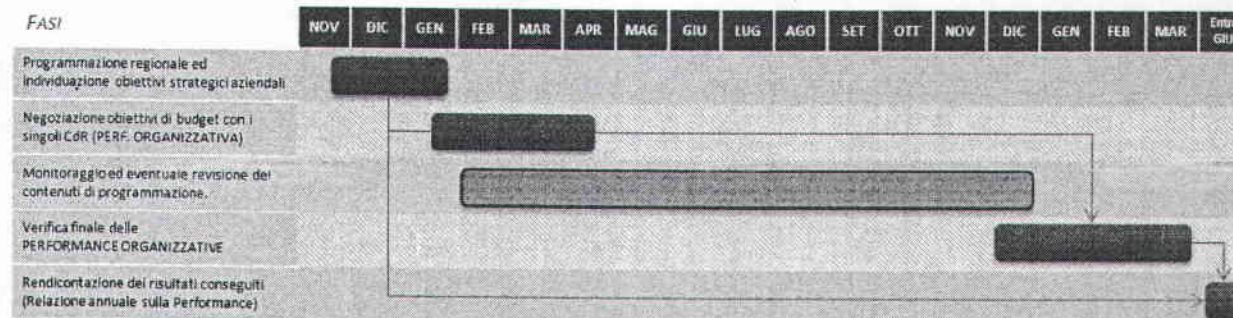 FASI
NOV DIC GEN FEB MAR APR MAG GIU LUG AGO SET OTT NOV DIC GEN FEB MAR Entro GIU
Programmazione regionale ed
individuazione obiettivi strategici aziendali
Negoziazione obiettivi di budget con i
singoli CdR (PERF. ORGANIZZATIVA)
Monitoraggio ed eventuale revisione dei
contenuti di programmazione.
Verifica finale delle
PERFORMANCE ORGANIZZATIVE
Rendicontazione dei risultati conseguiti
(Relazione annuale sulla Performance)